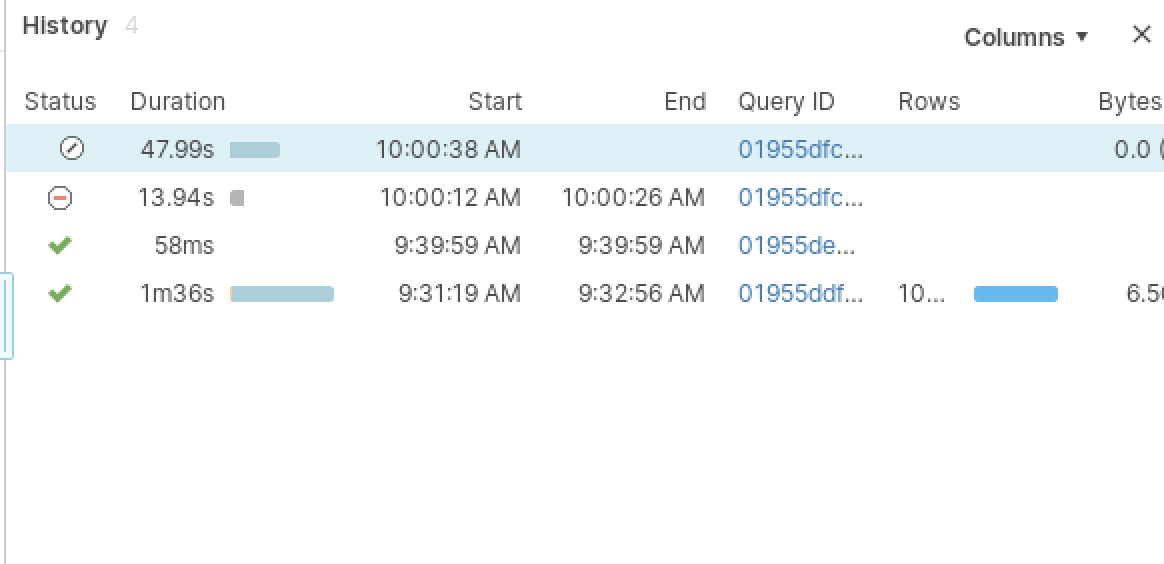 History 4
Columns
Status Duration Start End Query ID Rows Bytes
47.99s 10:00:38 AM 01955dfc... 0.0
13.94s 10:00:12 AM 10:00:26 AM 01955dfc...
58ms 9:39:59 AM 9:39:59 AM 01955de...
1m36s 9:31:19 AM 9:32:56 AM 01955ddf... 10... 6.5